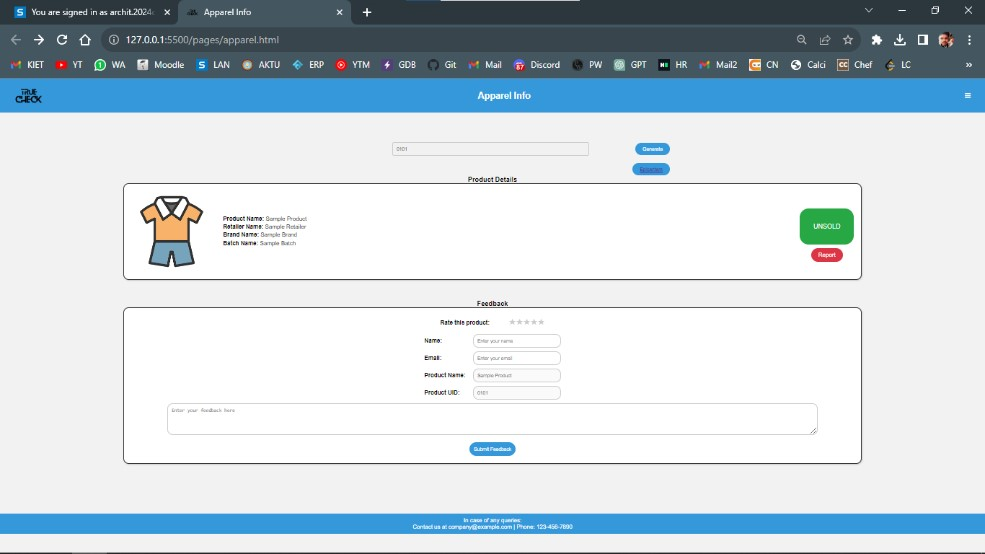 You are signed in as archit.2024
Apparel Info
127.0.0.1:5500/pages/apparel.html
KIET YT WA Moodle LAN AKTU ERP YTM GDB Git Mail Discord PW GPT HR Mail2 CN Calci Chef LC
TRUE
CHECK
Apparel Info
0101
Generate
Product Details
Product Name: Sample Product
Retailer Name: Sample Retailer
Brand Name: Sample Brand
Batch Name: Sample Batch
UNSOLD
Report
Feedback
Rate this product:
Name: Enter your name
Email: Enter your email
Product Name: Sample Product
Product UID: 0101
Enter your feedback here
Submit Feedback
In case of any queries:
Contact us at company@example.com | Phone: 123-456-7890